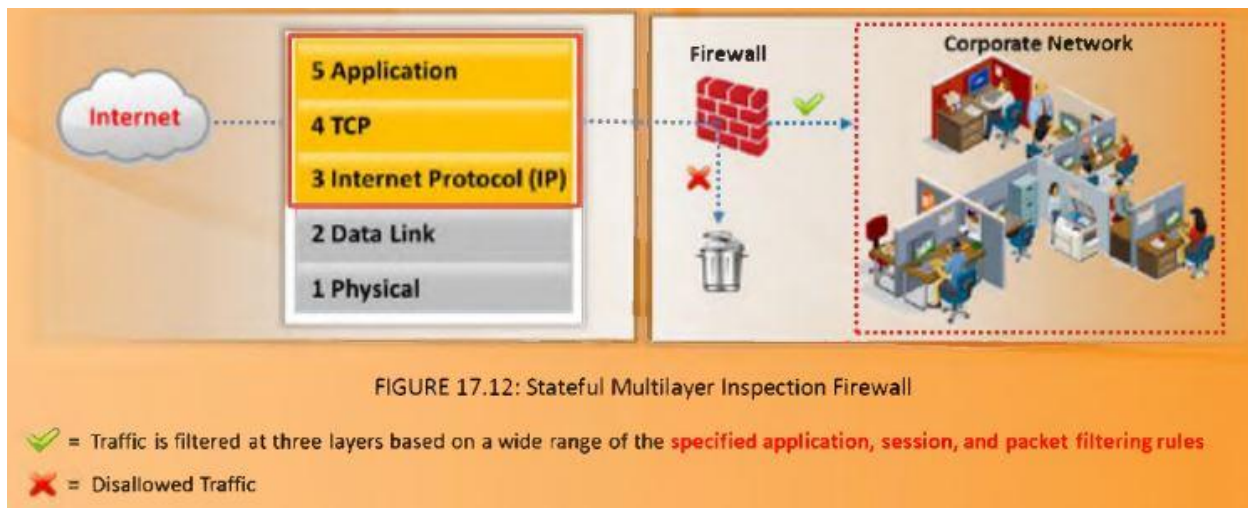 Internet
5 Application
4 TCP
3 Internet Protocol (IP)
2 Data Link
1 Physical
Firewall
Corporate Network
FIGURE 17.12: Stateful Multilayer Inspection Firewall
= Traffic is filtered at three layers based on a wide range of the specified application, session, and packet filtering rules
= Disallowed Traffic